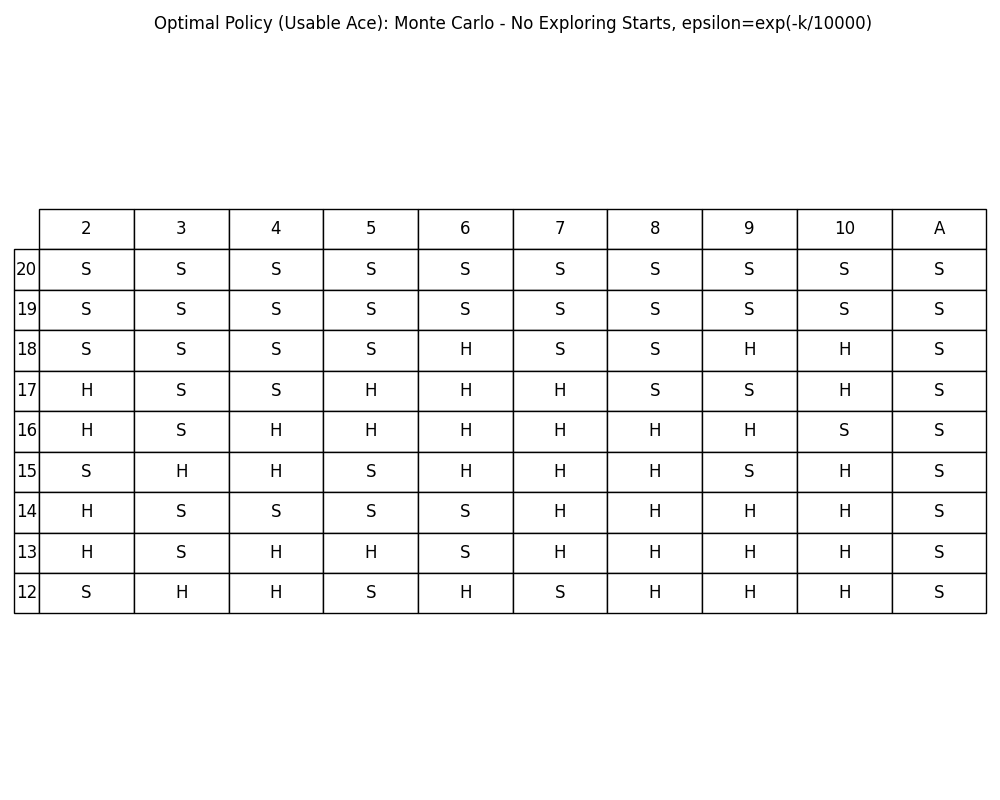 Optimal Policy (Usable Ace): Monte Carlo - No Exploring Starts, epsilon=exp(-k/10000)
2 3 4 5 6 7 8 9 10 A
20 S S S S S S S S S S
19 S S S S S S S S S S
18 S S S S H S S H H S
17 H S S H H H S S H S
16 H S H H H H H H S S
15 S H H S H H H S H S
14 H S S S S H H H H S
13 H S H H S H H H H S
12 S H H S H S H H H S